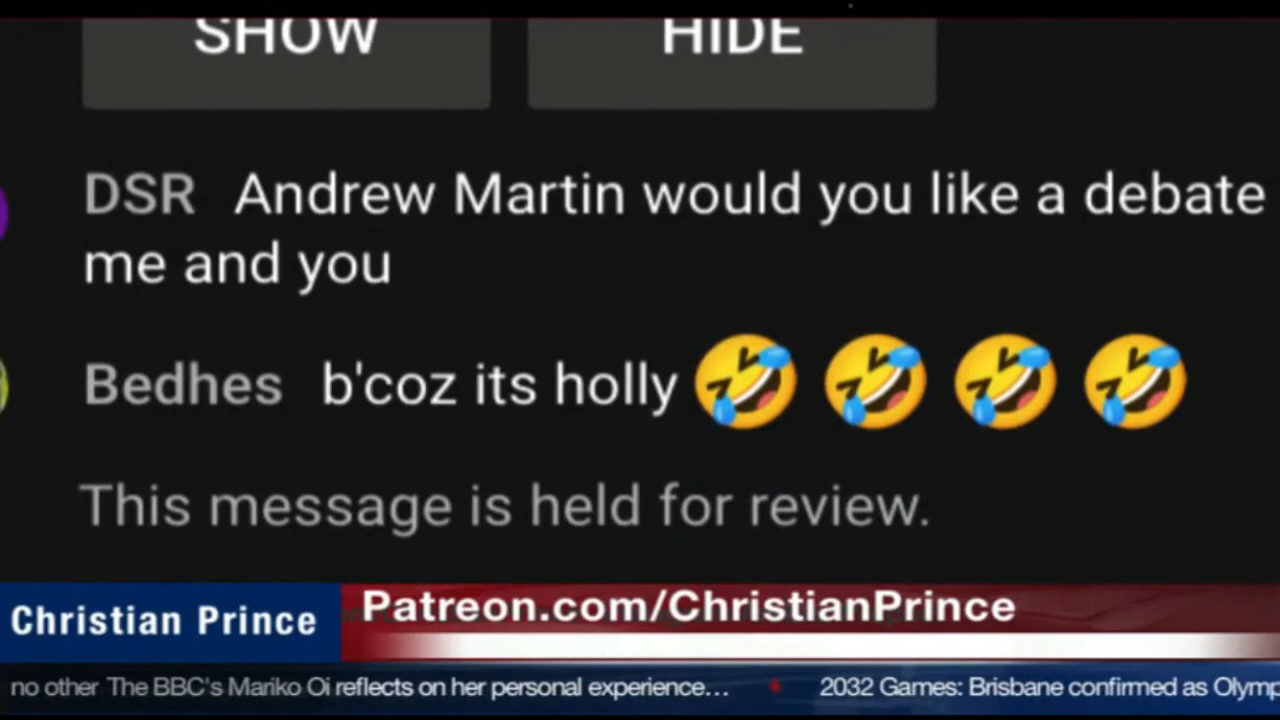 SHOW HIDE
DSR Andrew Martin would you like a debate
me and you
Bedhes b'coz its holly 🤣 🤣 🤣 🤣
This message is held for review.
Christian Prince Patreon.com/ChristianPrince
no other The BBC's Mariko Oi reflects on her personal experience... 2032 Games: Brisbane confirmed as Olymp